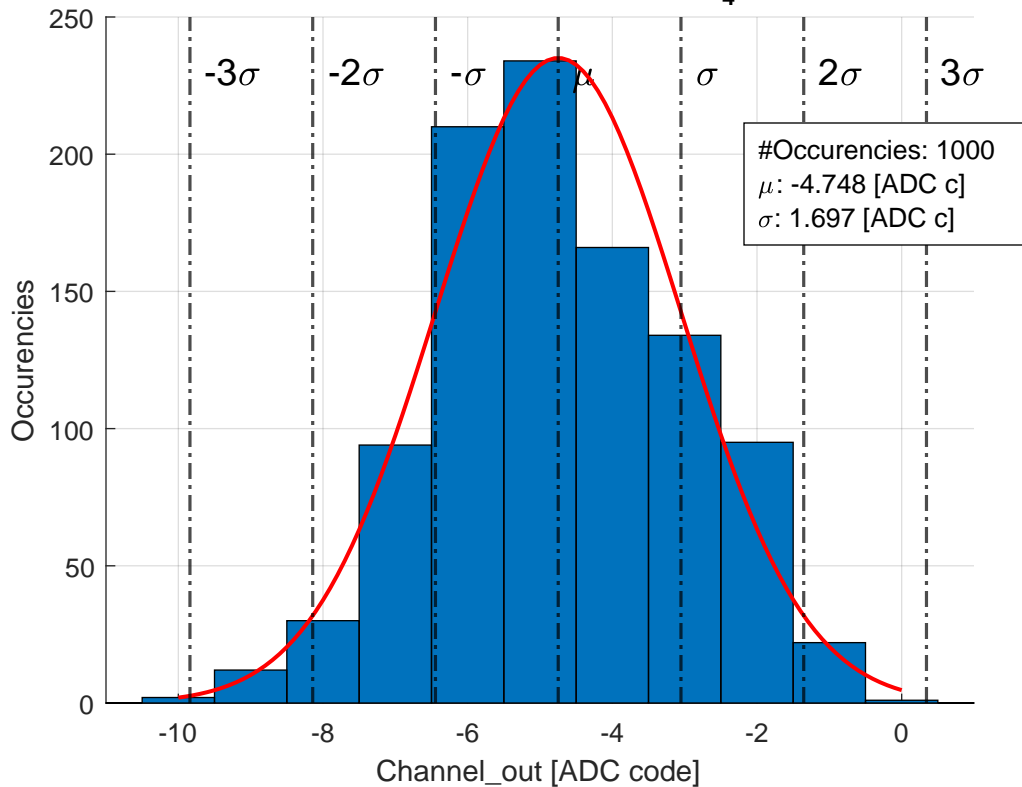 4
250
200
150
100
50
0
-3σ
-2σ
-σ
μ
σ
2σ
3σ
#Occurencies: 1000
μ: -4.748 [ADC c]
σ: 1.697 [ADC c]
Occurencies
-10
-8
-6
-4
-2
0
Channel_out [ADC code]